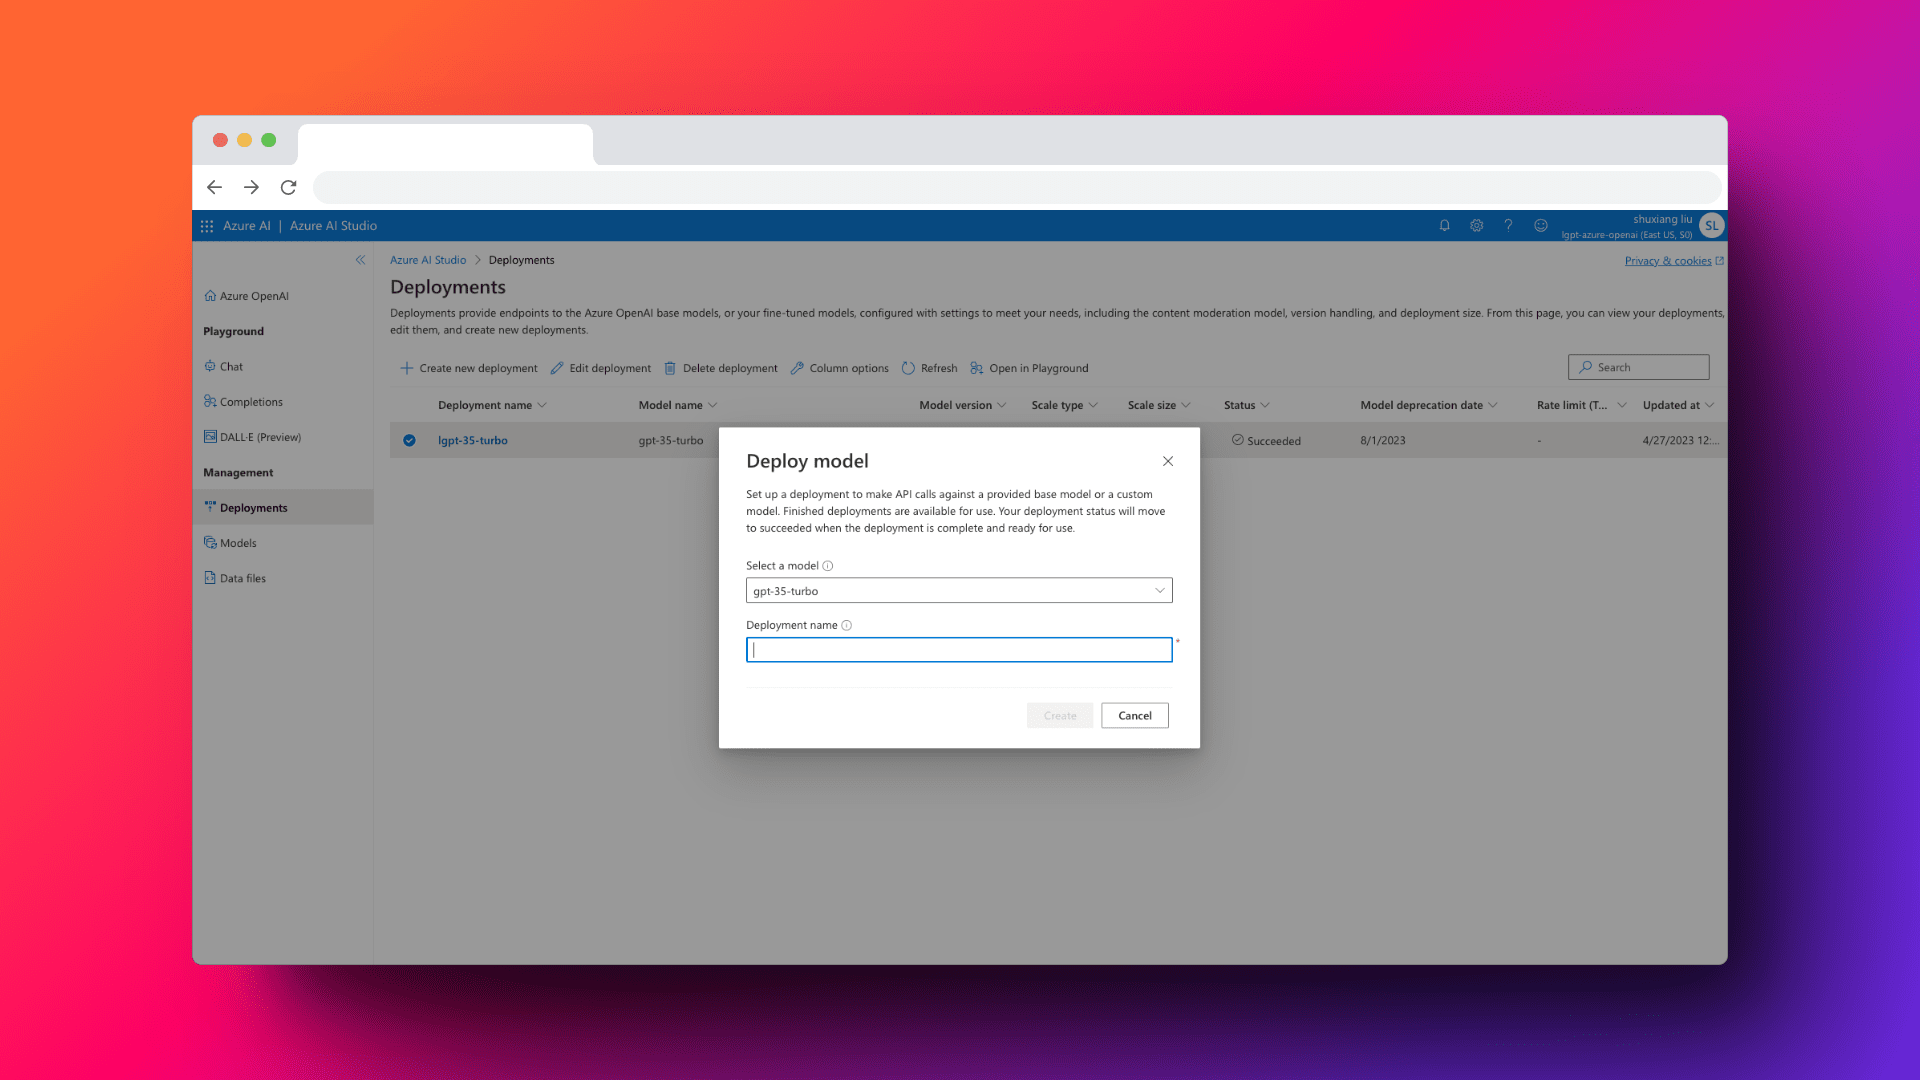 Azure AI | Azure AI Studio
shuxiang liu
lgpt-azure-openai (East US, S0)
SL
Azure AI Studio > Deployments
Privacy & cookies
Deployments
Deployments provide endpoints to the Azure OpenAI base models, or your fine-tuned models, configured with settings to meet your needs, including the content moderation model, version handling, and deployment size. From this page, you can view your deployments,
edit them, and create new deployments.
Azure OpenAI
Playground
Chat
Completions
DALL·E (Preview)
Management
Deployments
Models
Data files
Create new deployment Edit deployment Delete deployment Column options Refresh Open in Playground Search
Deployment name Model name Model version Scale type Scale size Status Model deprecation date Rate limit (T... Updated at
lgpt-35-turbo gpt-35-turbo Succeeded 8/1/2023 - 4/27/2023 12:...
Deploy model
Set up a deployment to make API calls against a provided base model or a custom
model. Finished deployments are available for use. Your deployment status will move
to succeeded when the deployment is complete and ready for use.
Select a model
gpt-35-turbo
Deployment name
*
Create Cancel